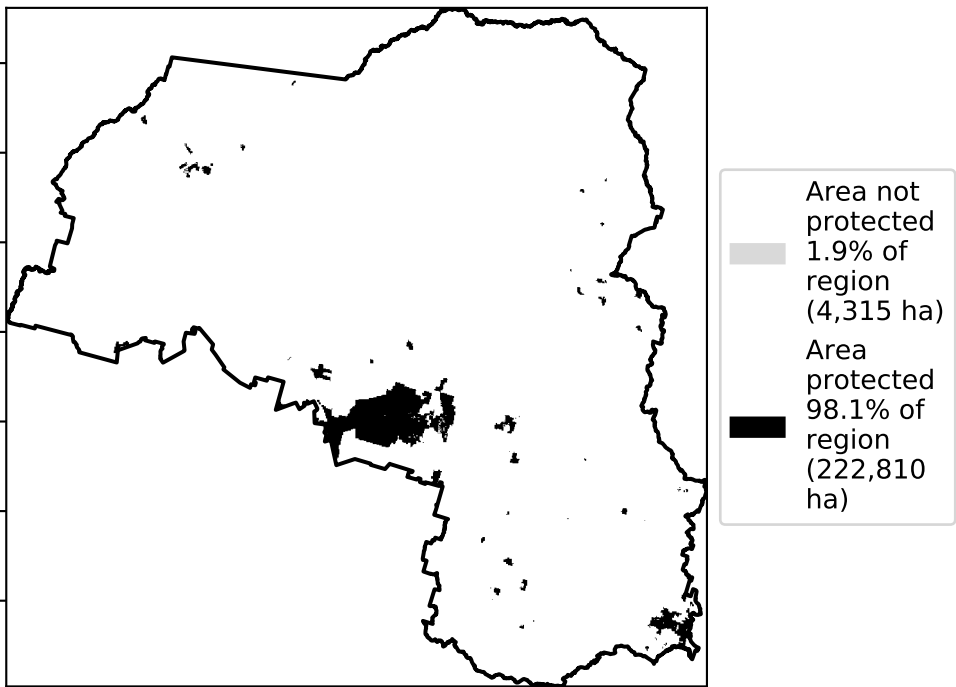 Area not
protected
1.9% of
region
(4,315 ha)
Area
protected
98.1% of
region
(222,810
ha)